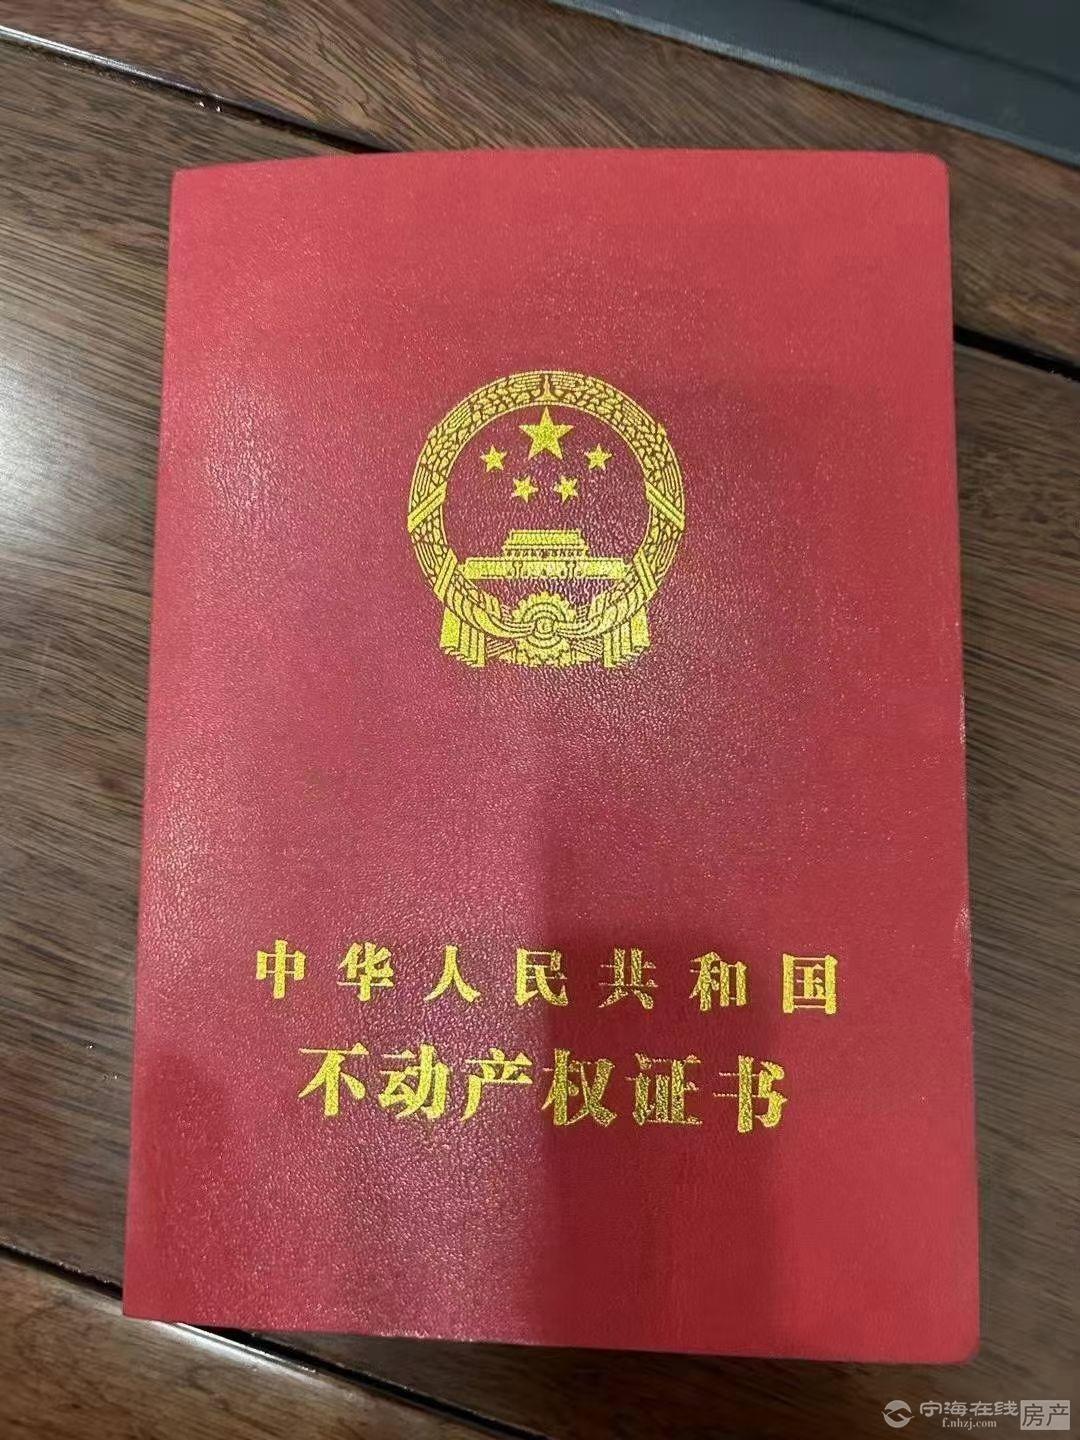 中华人民共和国
不动产权证书
宁海在线 房产
f.nhzj.com